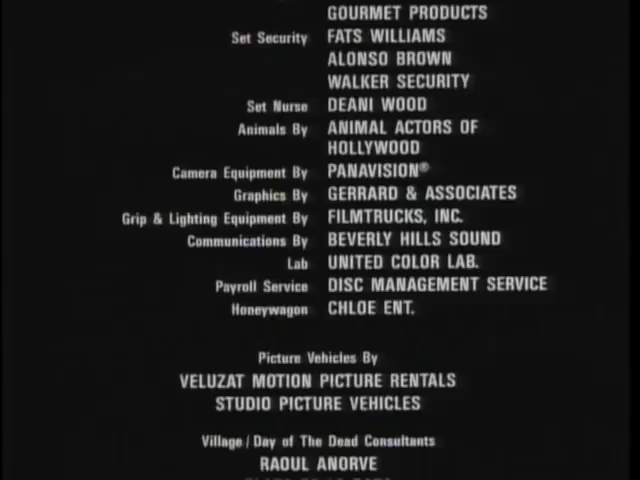 GOURMET PRODUCTS
Set Security FATS WILLIAMS
ALONSO BROWN
WALKER SECURITY
Set Nurse DEANI WOOD
Animals By ANIMAL ACTORS OF
HOLLYWOOD
Camera Equipment By PANAVISION®
Graphics By GERRARD & ASSOCIATES
Grip & Lighting Equipment By FILMTRUCKS, INC.
Communications By BEVERLY HILLS SOUND
Lab UNITED COLOR LAB.
Payroll Service DISC MANAGEMENT SERVICE
Honeywagon CHLOE ENT.
Picture Vehicles By
VELUZAT MOTION PICTURE RENTALS
STUDIO PICTURE VEHICLES
Village / Day of The Dead Consultants
RAOUL ANORVE